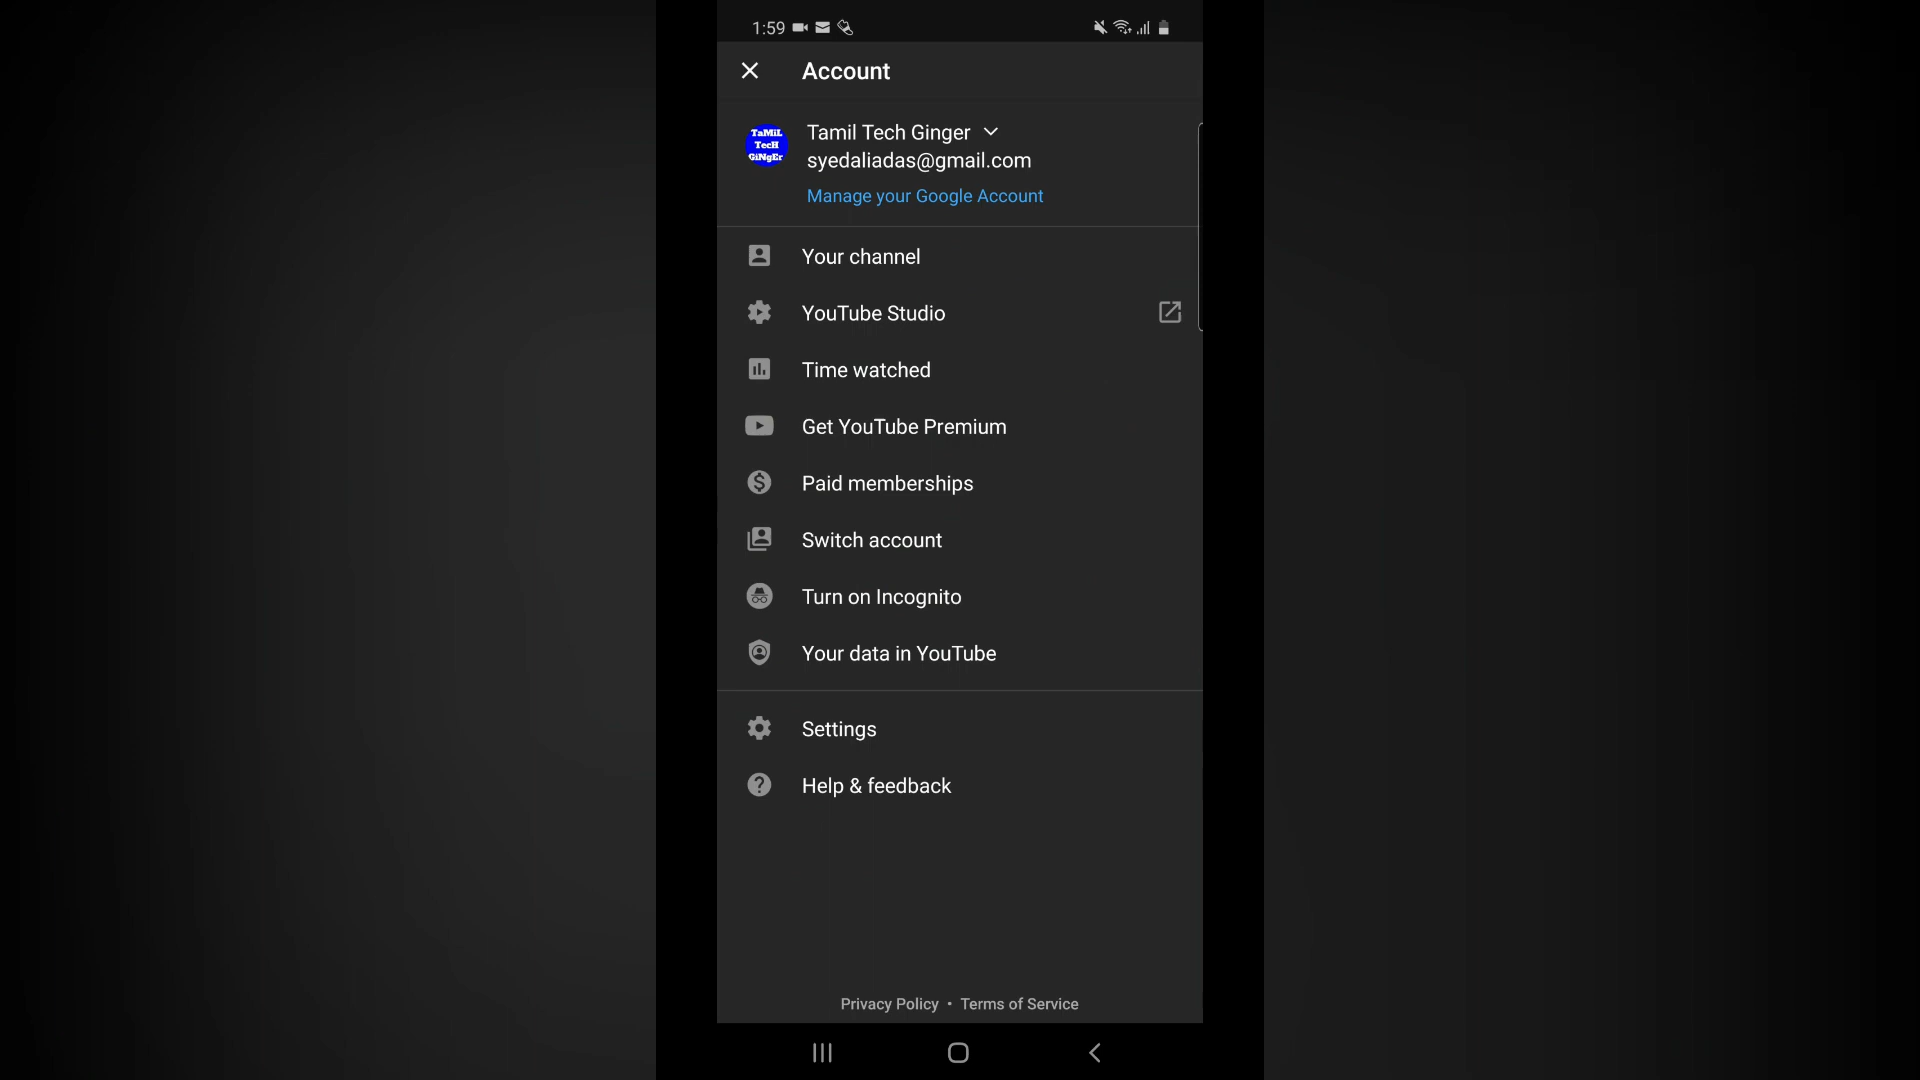 1:59
Account
TaMiL
TecH
GiNgEr
Tamil Tech Ginger
syedaliadas@gmail.com
Manage your Google Account
Your channel
YouTube Studio
Time watched
Get YouTube Premium
Paid memberships
Switch account
Turn on Incognito
Your data in YouTube
Settings
Help & feedback
Privacy Policy • Terms of Service